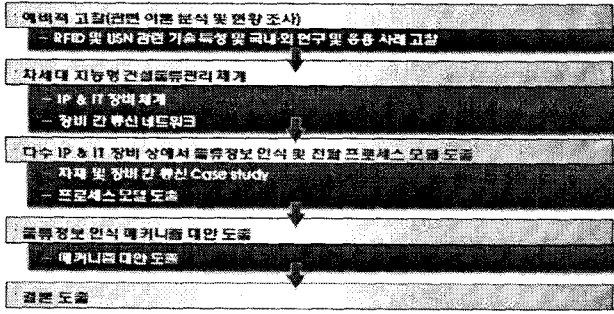 예비적 고찰(관련 이론 분석 및 현황 조사)
– RFID 및 USN 관련 기술 특성 및 국내·외 연구 및 응용 사례 고찰
차세대 지능형 건설물류관리 체계
– IP & IT 장비 체계
– 장비 간 통신 네트워크
다수 IP & IT 장비 상에서 물류정보 인식 및 전달 프로세스 모델 도출
– 자재 및 장비 간 통신 Case study
– 프로세스 모델 도출
물류정보 인식 메커니즘 대안 도출
– 메커니즘 대안 도출
결론 도출